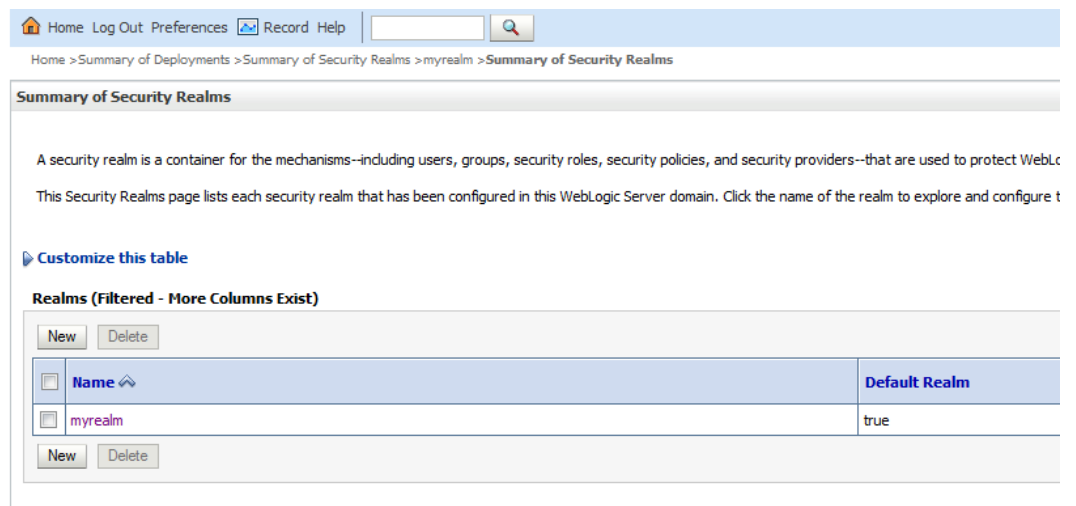 Home Log Out Preferences Record Help
Home >Summary of Deployments >Summary of Security Realms >myrealm >Summary of Security Realms
Summary of Security Realms
A security realm is a container for the mechanisms--including users, groups, security roles, security policies, and security providers--that are used to protect
This Security Realms page lists each security realm that has been configured in this WebLogic Server domain. Click the name of the realm to explore and configure
Customize this table
Realms (Filtered - More Columns Exist)
New Delete
Name Default Realm
myrealm true
New Delete